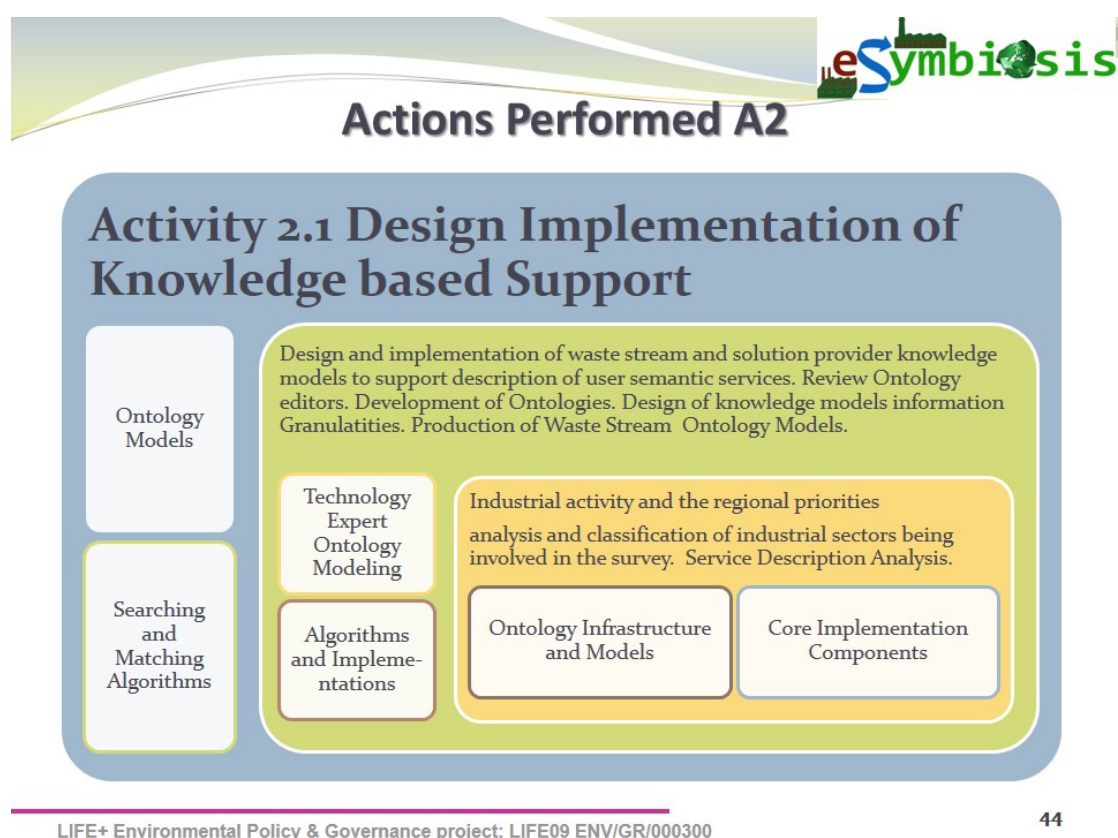 eSymbiosis
Actions Performed A2
Activity 2.1 Design Implementation of
Knowledge based Support
Ontology
Models
Searching
and
Matching
Algorithms
Design and implementation of waste stream and solution provider knowledge
models to support description of user semantic services. Review Ontology
editors. Development of Ontologies. Design of knowledge models information
Granulatities. Production of Waste Stream Ontology Models.
Technology
Expert
Ontology
Modeling
Algorithms
and Impleme-
ntations
Industrial activity and the regional priorities
analysis and classification of industrial sectors being
involved in the survey. Service Description Analysis.
Ontology Infrastructure
and Models
Core Implementation
Components
44
LIFE+ Environmental Policy & Governance project: LIFE09 ENV/GR/000300